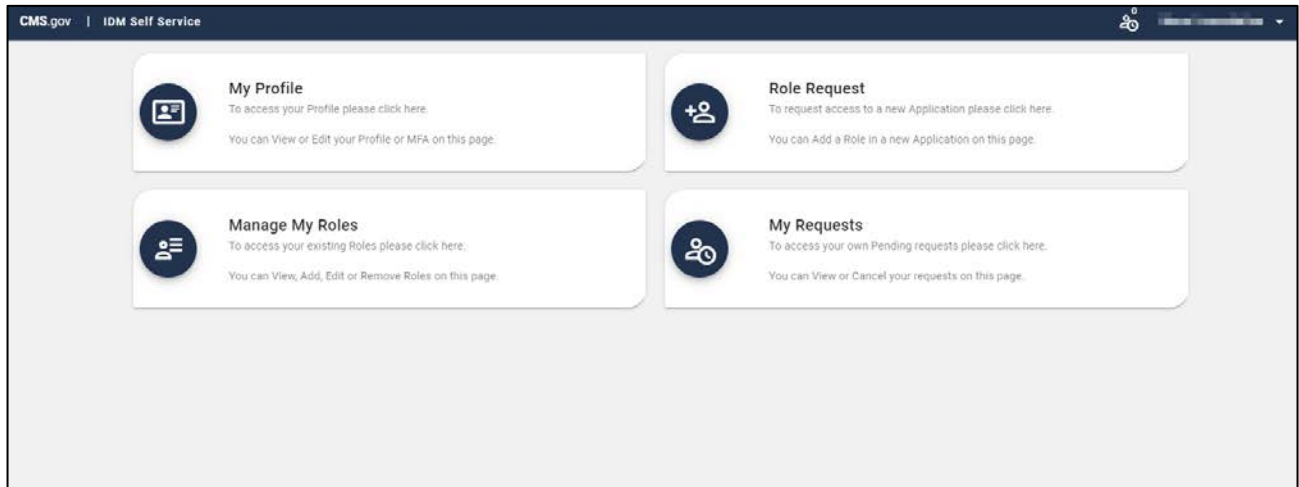 CMS.gov | IDM Self Service
0
My Profile
To access your Profile please click here.
You can View or Edit your Profile or MFA on this page.
Role Request
To request access to a new Application please click here.
You can Add a Role in a new Application on this page.
Manage My Roles
To access your existing Roles please click here.
You can View, Add, Edit or Remove Roles on this page.
My Requests
To access your own Pending requests please click here.
You can View or Cancel your requests on this page.